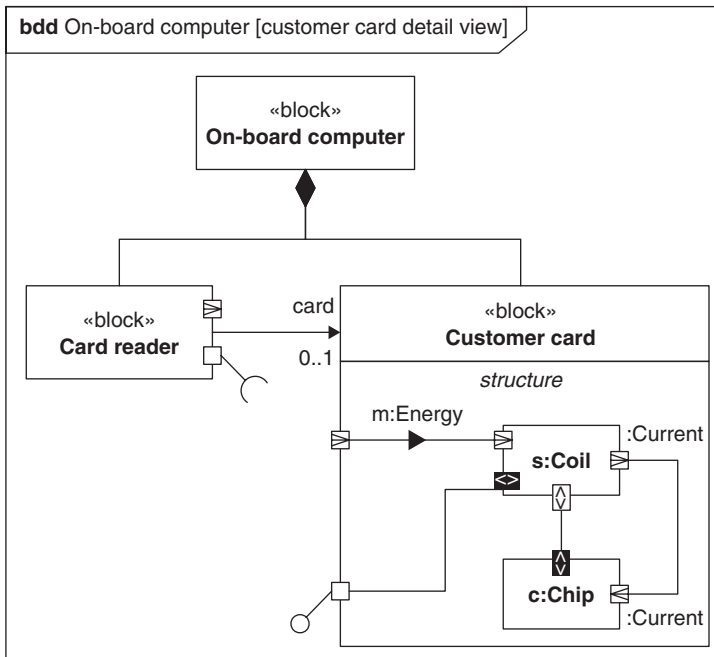 bdd On-board computer [customer card detail view]
«block»
On-board computer
«block»
Card reader
card
0..1
«block»
Customer card
structure
m:Energy
s:Coil
:Current
<>
<>
<>
c:Chip
:Current